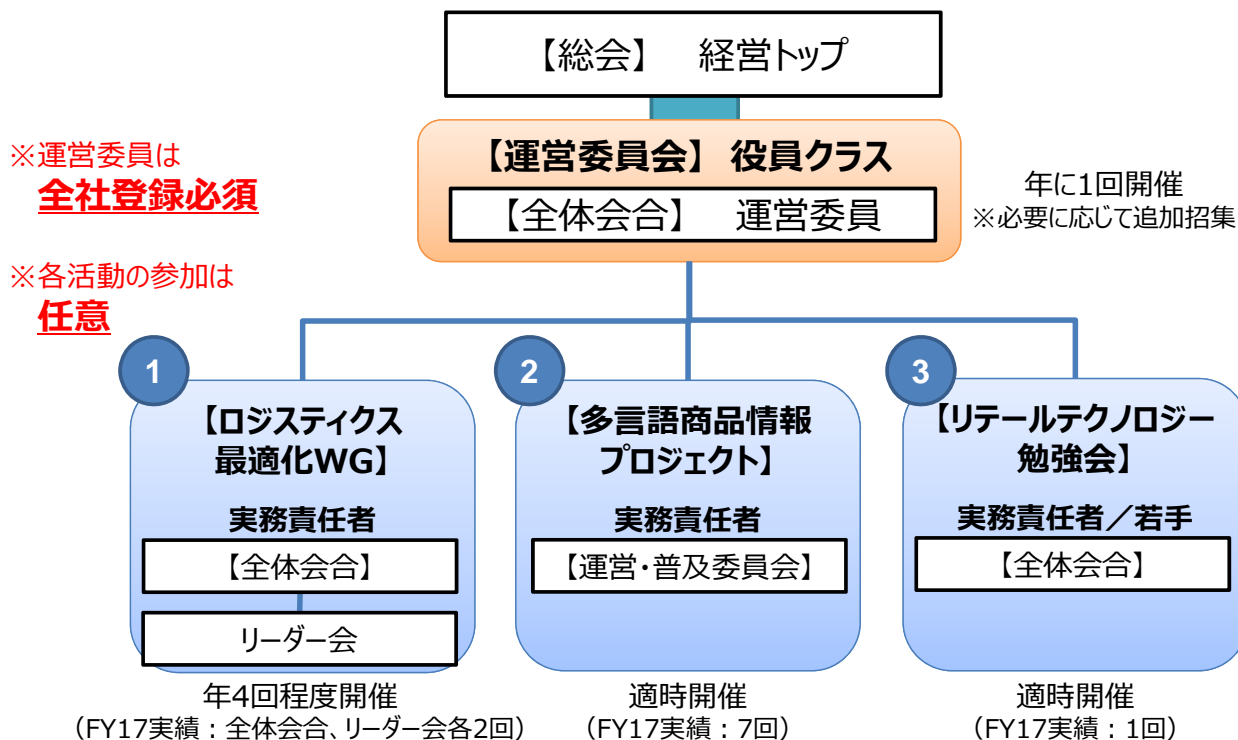 【総会】　経営トップ
※運営委員は
全社登録必須
【運営委員会】 役員クラス
【全体会合】　運営委員
年に1回開催
※必要に応じて追加招集
※各活動の参加は
任意
1
【ロジスティクス
最適化WG】
実務責任者
【全体会合】
リーダー会
年4回程度開催
（FY17実績：全体会合、リーダー会各2回）
2
【多言語商品情報
プロジェクト】
実務責任者
【運営・普及委員会】
適時開催
（FY17実績：7回）
3
【リテールテクノロジー
勉強会】
実務責任者／若手
【全体会合】
適時開催
（FY17実績：1回）